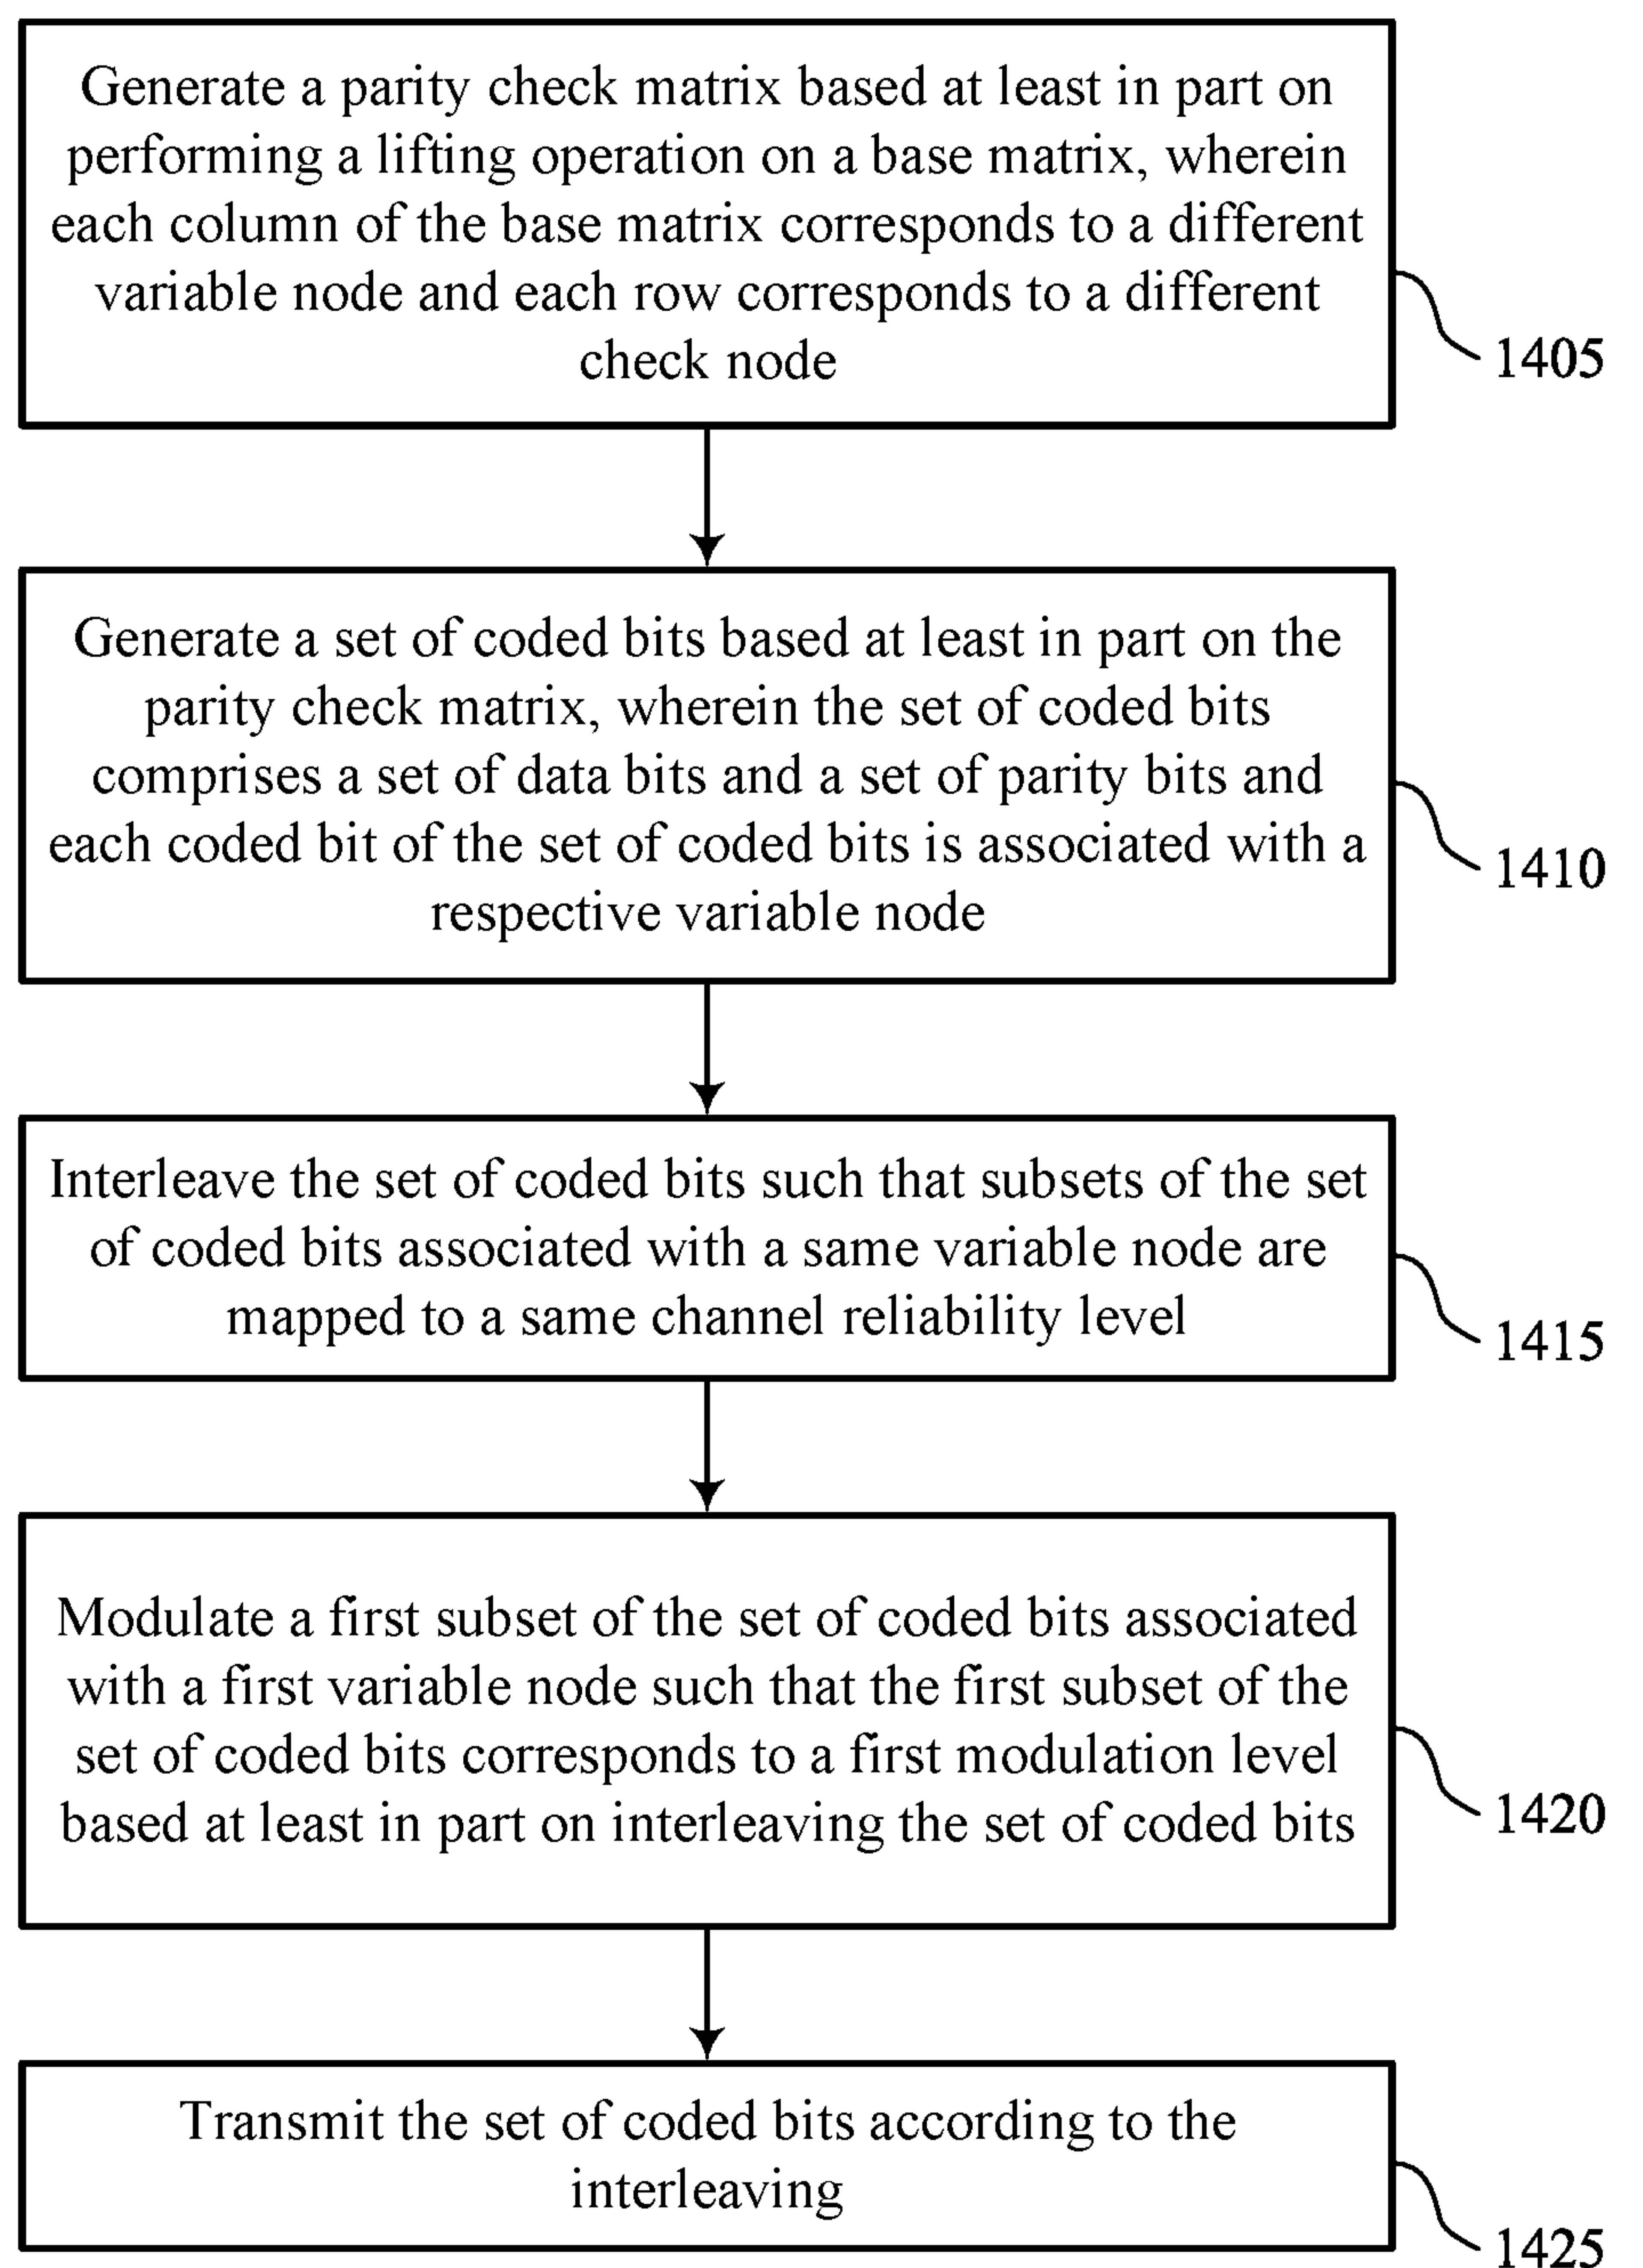 Generate a parity check matrix based at least in part on
performing a lifting operation on a base matrix, wherein
each column of the base matrix corresponds to a different
variable node and each row corresponds to a different
check node
1405
Generate a set of coded bits based at least in part on the
parity check matrix, wherein the set of coded bits
comprises a set of data bits and a set of parity bits and
each coded bit of the set of coded bits is associated with a
respective variable node
1410
Interleave the set of coded bits such that subsets of the set
of coded bits associated with a same variable node are
mapped to a same channel reliability level
1415
Modulate a first subset of the set of coded bits associated
with a first variable node such that the first subset of the
set of coded bits corresponds to a first modulation level
based at least in part on interleaving the set of coded bits
1420
Transmit the set of coded bits according to the
interleaving
1425